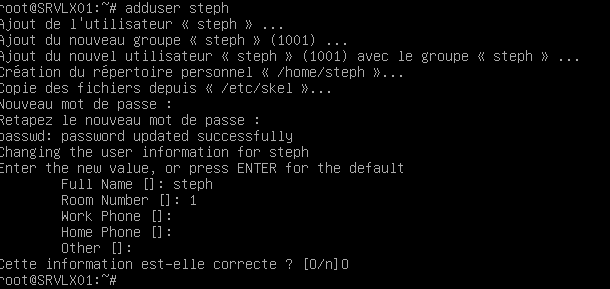 root@SRVLX01:~# adduser steph
Ajout de l'utilisateur « steph » ...
Ajout du nouveau groupe « steph » (1001) ...
Ajout du nouvel utilisateur « steph » (1001) avec le groupe « steph » ...
Création du répertoire personnel « /home/steph »...
Copie des fichiers depuis « /etc/skel »...
Nouveau mot de passe :
Retapez le nouveau mot de passe :
passwd: password updated successfully
Changing the user information for steph
Enter the new value, or press ENTER for the default
Full Name []: steph
Room Number []: 1
Work Phone []:
Home Phone []:
Other []:
Cette information est-elle correcte ? [O/n]O
root@SRVLX01:~#